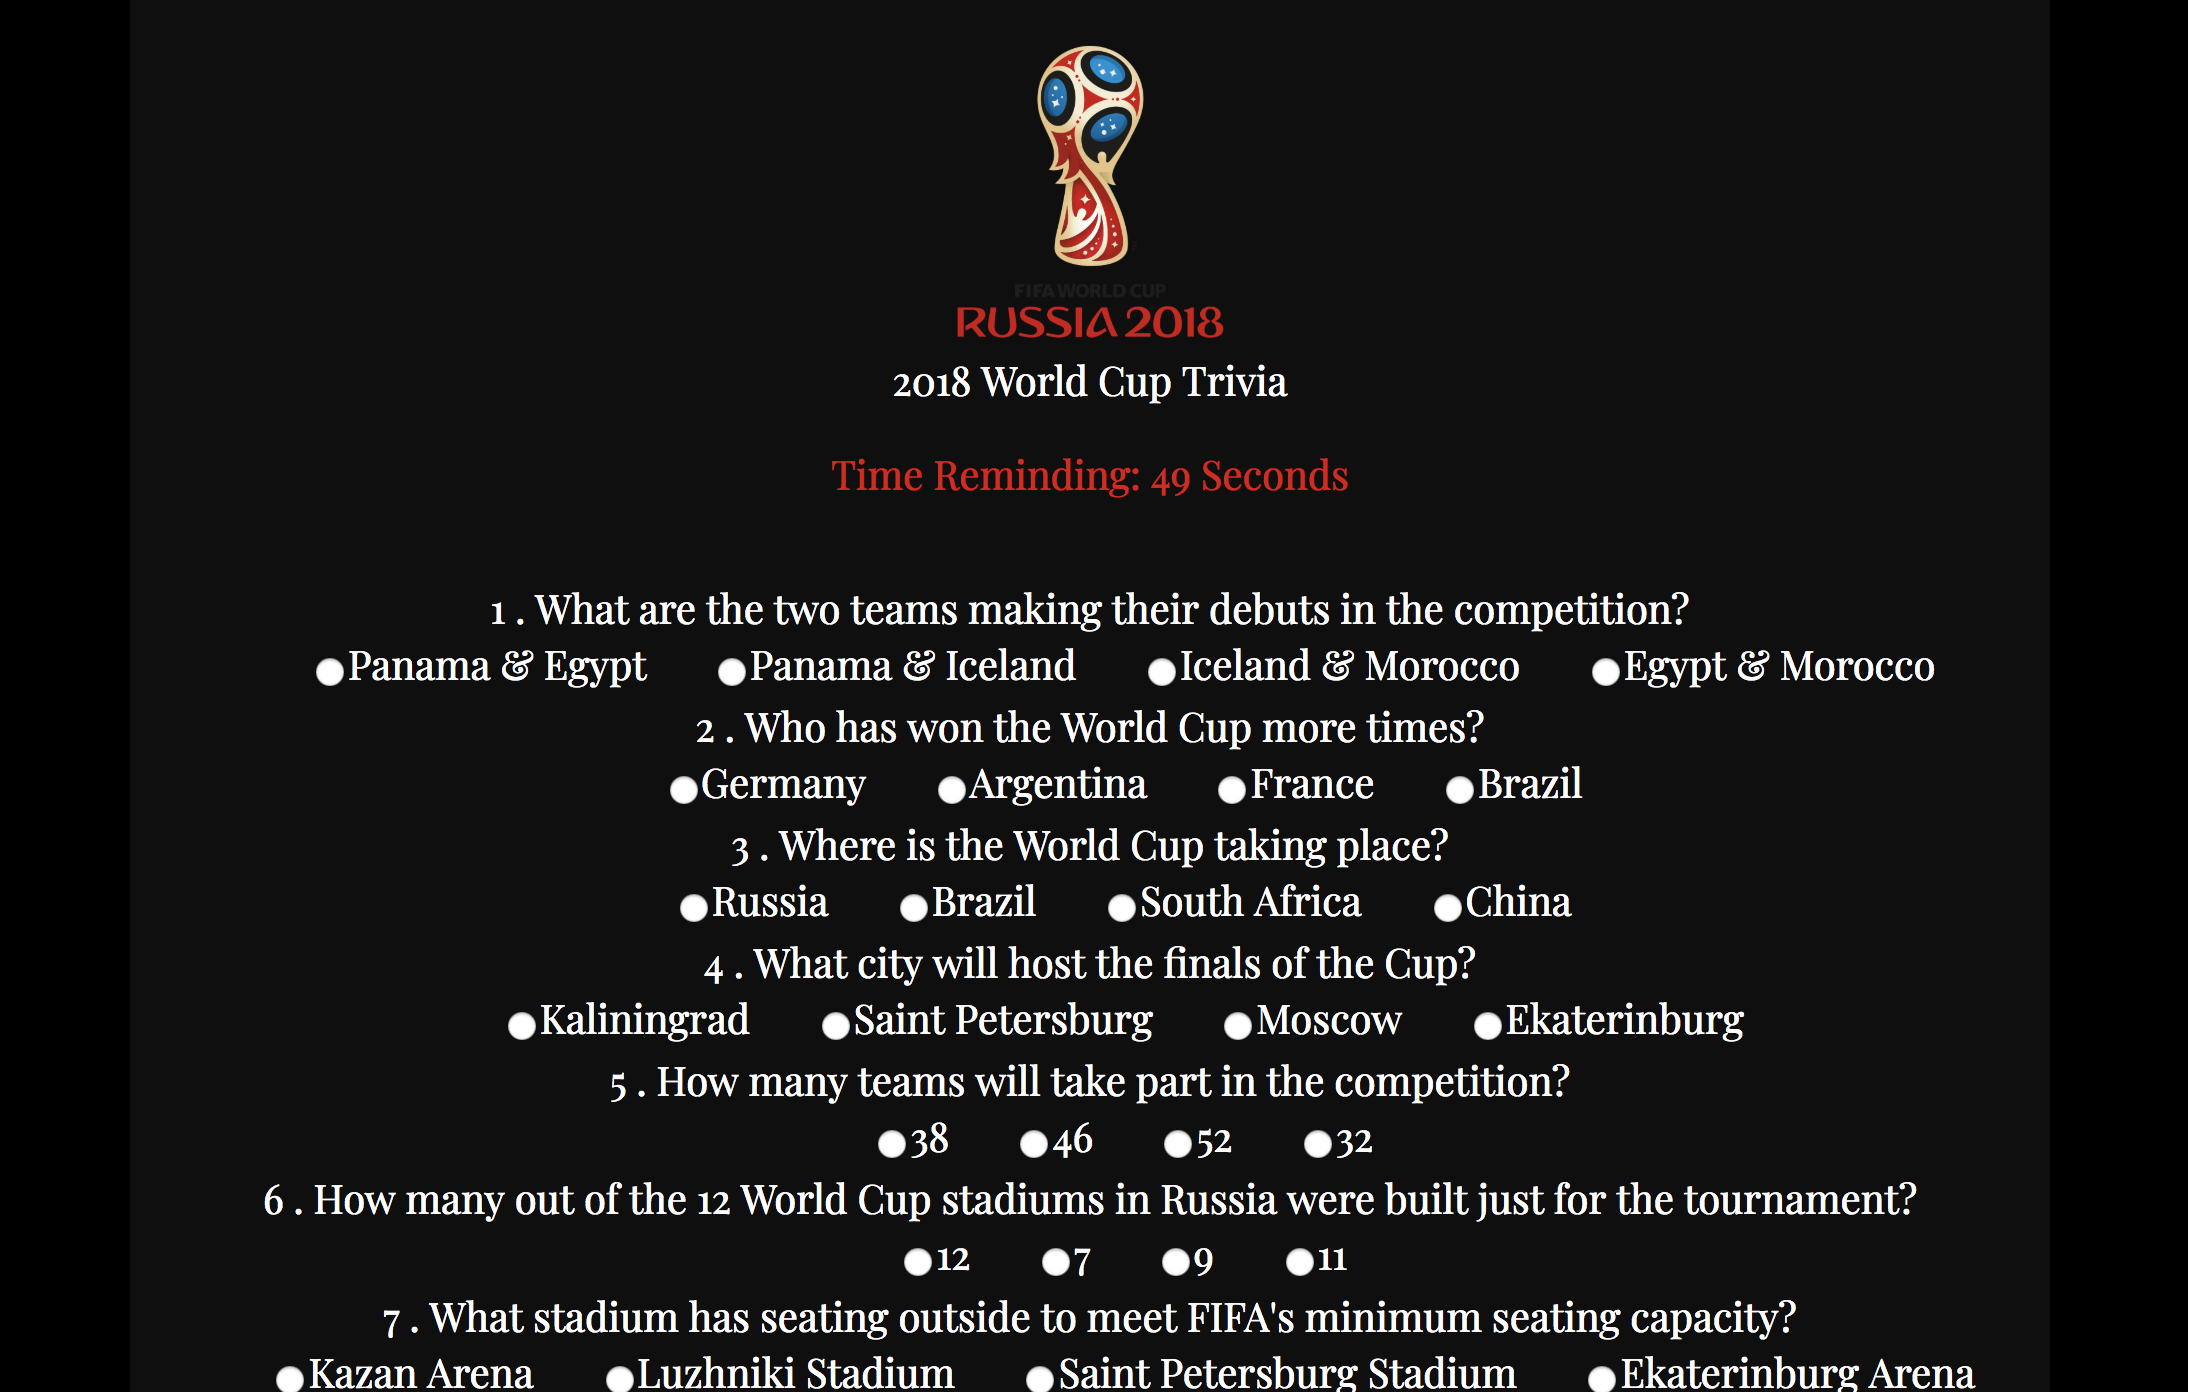 FIFA WORLD CUP
RUSSIA 2018
2018 World Cup Trivia
Time Reminding: 49 Seconds
1 . What are the two teams making their debuts in the competition?
Panama & Egypt Panama & Iceland Iceland & Morocco Egypt & Morocco
2 . Who has won the World Cup more times?
Germany Argentina France Brazil
3 . Where is the World Cup taking place?
Russia Brazil South Africa China
4 . What city will host the finals of the Cup?
Kaliningrad Saint Petersburg Moscow Ekaterinburg
5 . How many teams will take part in the competition?
38 46 52 32
6 . How many out of the 12 World Cup stadiums in Russia were built just for the tournament?
12 7 9 11
7 . What stadium has seating outside to meet FIFA's minimum seating capacity?
Kazan Arena Luzhniki Stadium Saint Petersburg Stadium Ekaterinburg Arena